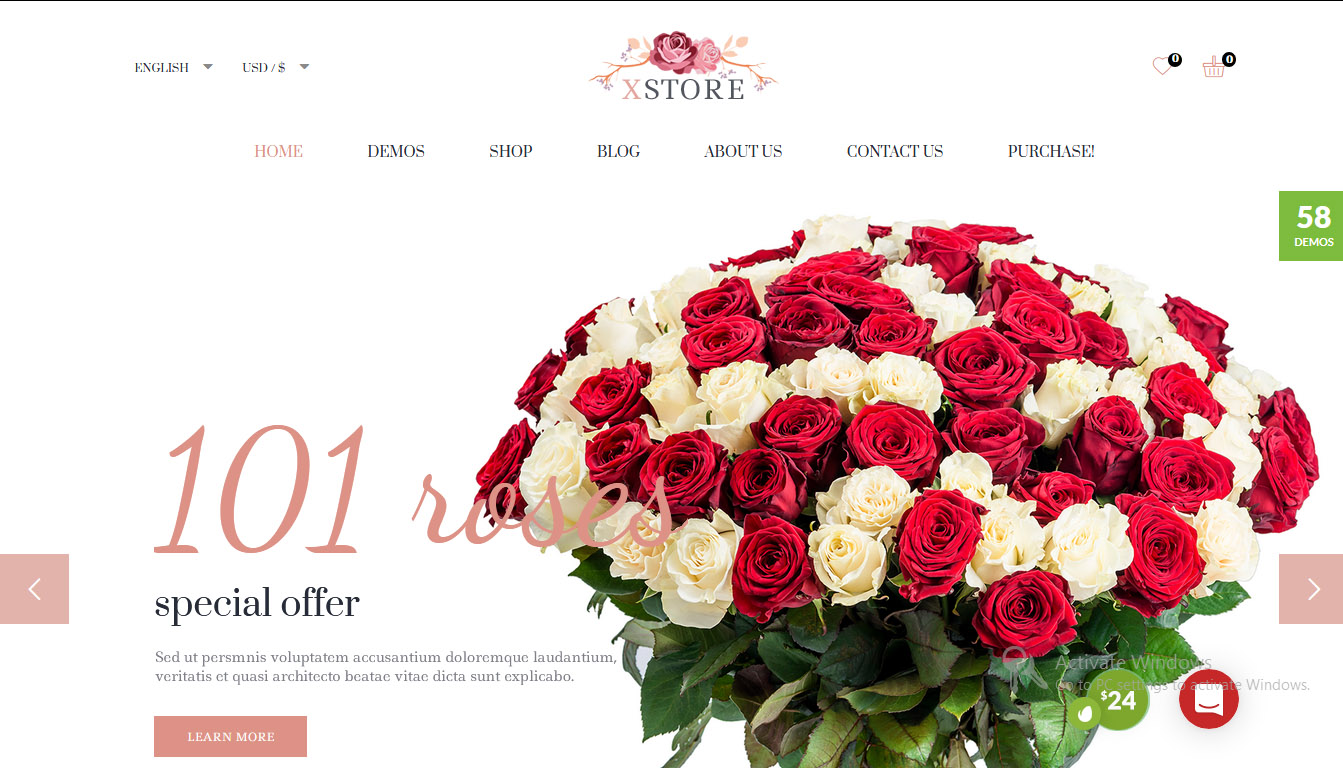 ENGLISH
USD / $
XSTORE
0
0
HOME
DEMOS
SHOP
BLOG
ABOUT US
CONTACT US
PURCHASE!
58
DEMOS
101 roses
special offer
Sed ut persmnis voluptatem accusantium doloremque laudantium,
veritatis et quasi architecto beatae vitae dicta sunt explicabo.
LEARN MORE
Activate Windows
Go to PC settings to activate Windows.
$24